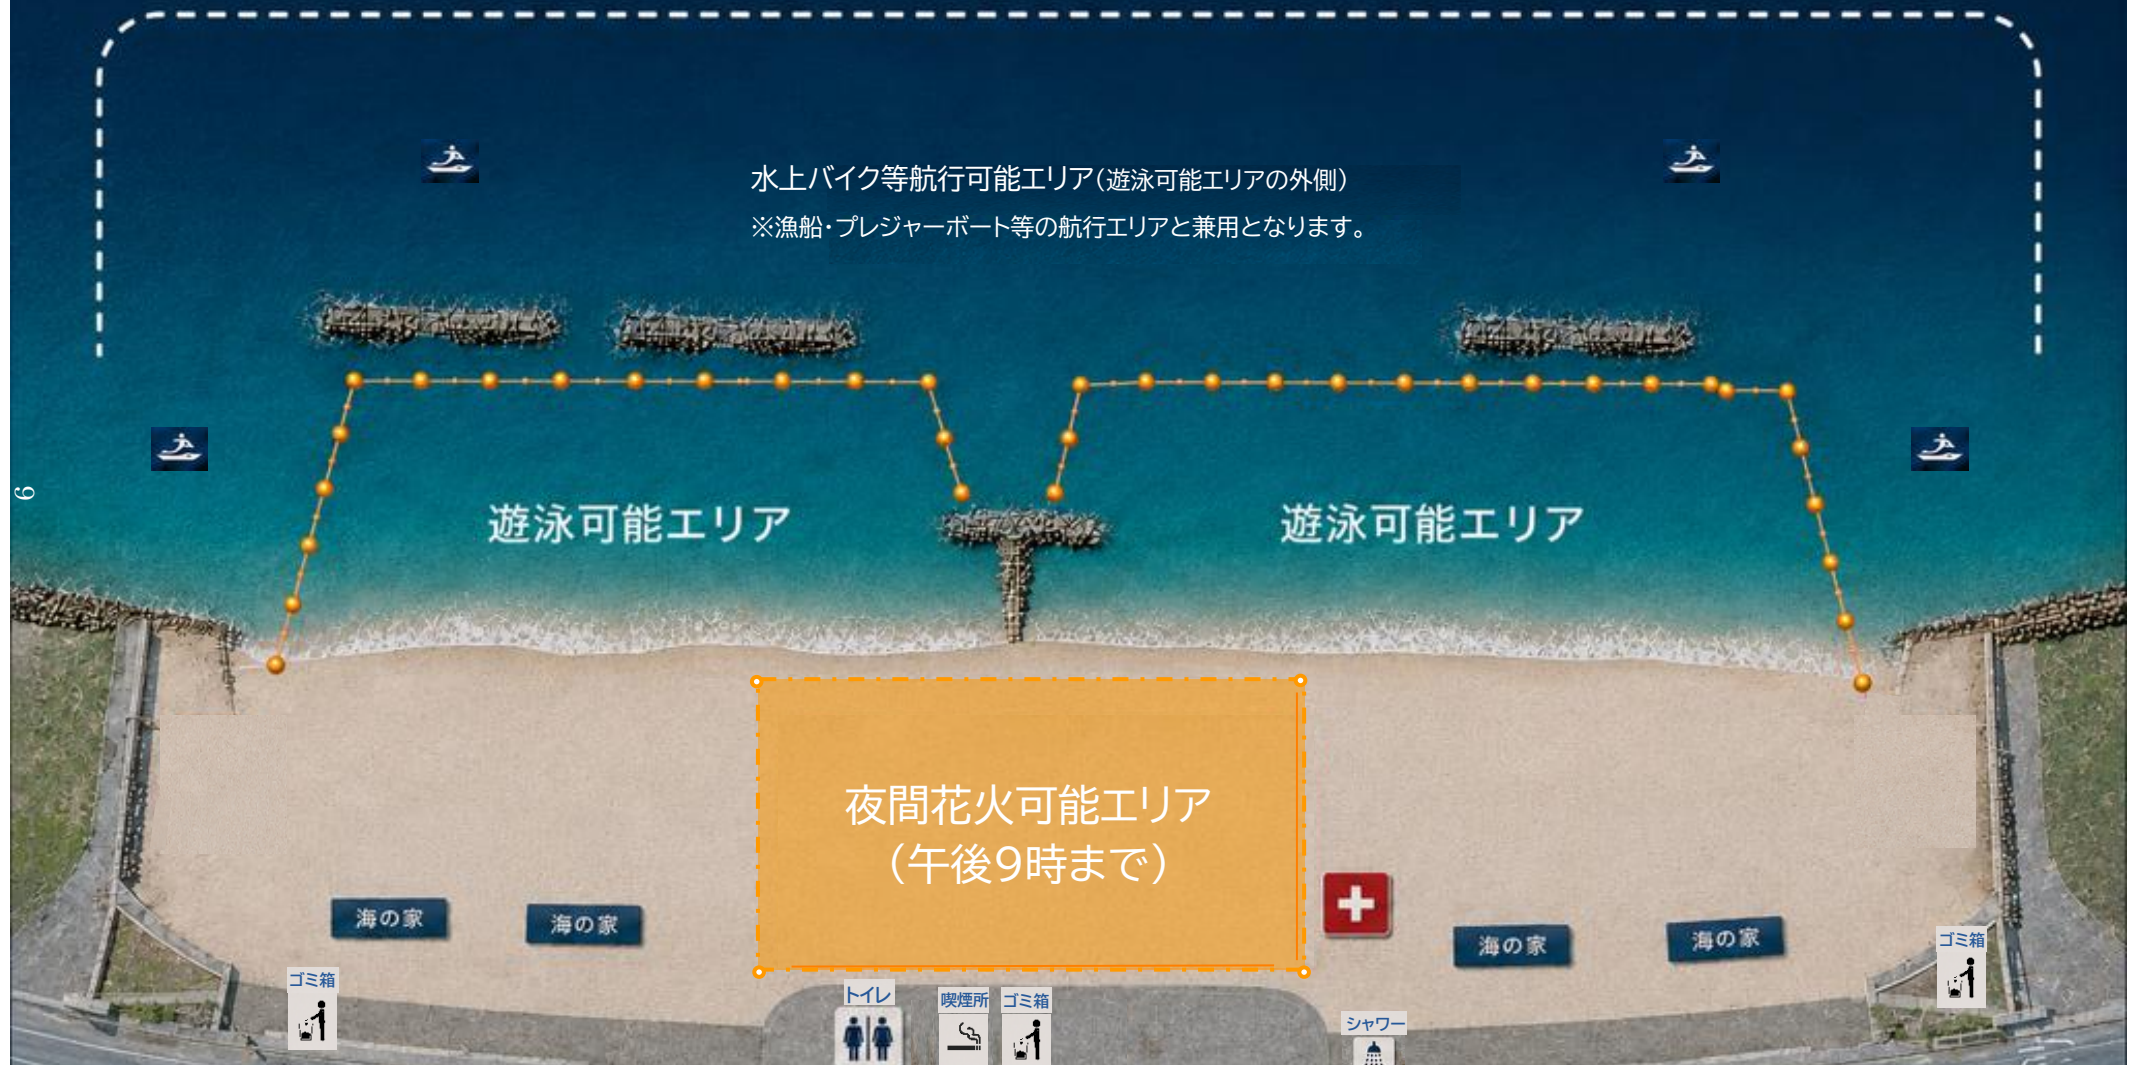 水上バイク等航行可能エリア（遊泳可能エリアの外側）
※漁船・プレジャーボート等の航行エリアと兼用となります。
6
遊泳可能エリア
遊泳可能エリア
夜間花火可能エリア
（午後9時まで）
海の家
海の家
海の家
海の家
ゴミ箱
ゴミ箱
トイレ
喫煙所
ゴミ箱
シャワー